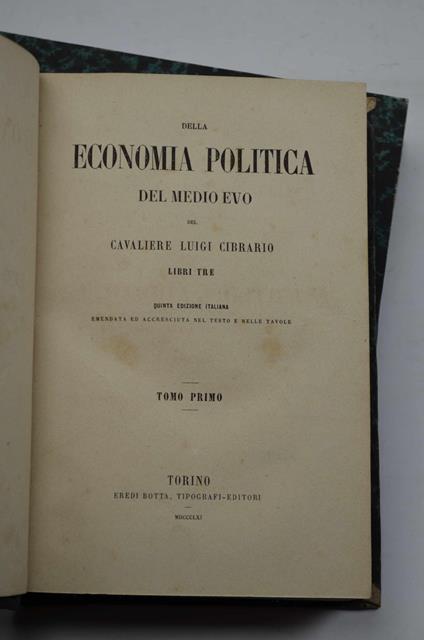 DELLA
ECONOMIA POLITICA
DEL MEDIO EVO
DEL
CAVALIERE LUIGI CIBRARIO
LIBRI TRE
QUINTA EDIZIONE ITALIANA
EMENDATA ED ACCRESCIUTA NEL TESTO E NELLE TAVOLE
TOMO PRIMO
TORINO
EREDI BOTTA, TIPOGRAFI-EDITORI
MDCCCLXI